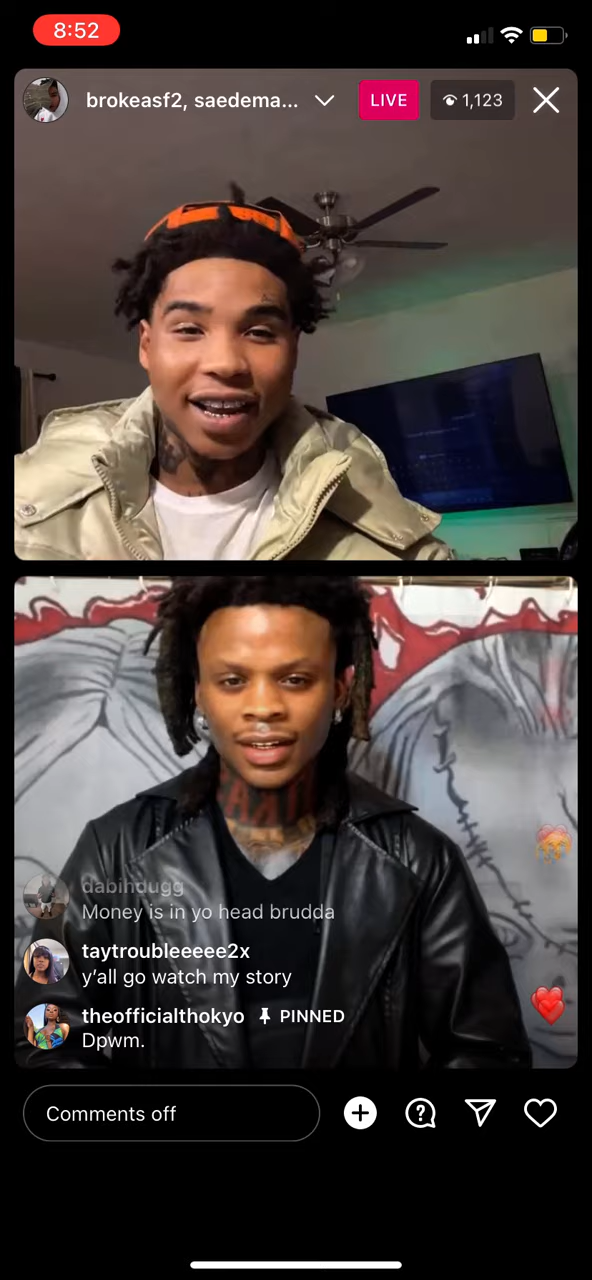 8:52
brokeasf2, saedema...
LIVE
1,123
dabihdugg
Money is in yo head brudda
taytroubleeeee2x
y'all go watch my story
theofficialthokyo PINNED
Dpwm.
Comments off